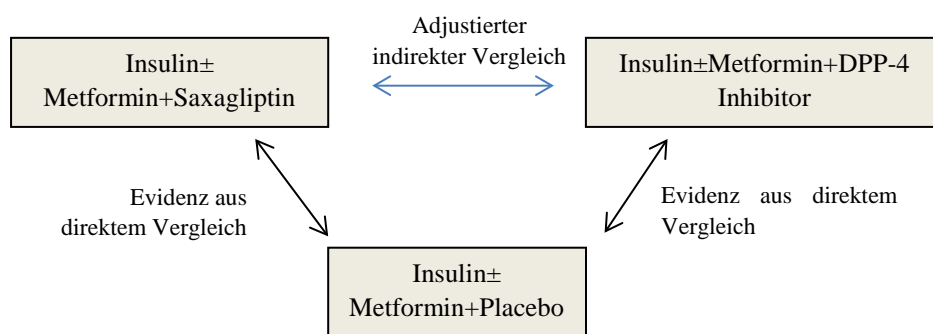 Adjustierter
indirekter Vergleich
Insulin±
Metformin+Saxagliptin
Insulin±Metformin+DPP-4
Inhibitor
Evidenz aus
direktem Vergleich
Evidenz aus direktem
Vergleich
Insulin±
Metformin+Placebo